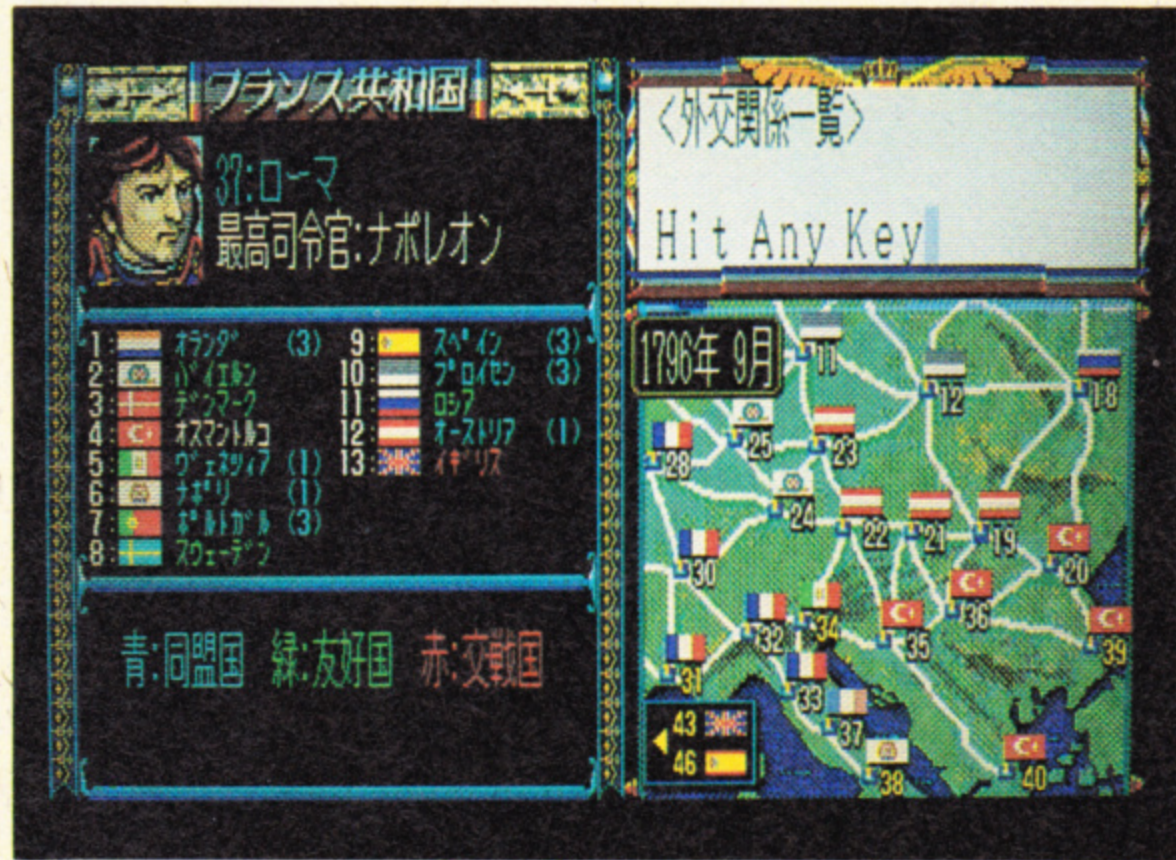 フランス共和国
37:ローマ
最高司令官:ナポレオン
1:オランダ (3)
2:バイエルン
3:デンマーク
4:オスマントルコ
5:ヴェネツィア (1)
6:ナポリ (1)
7:ポルトガル (3)
8:スウェーデン
9:スペイン (3)
10:プロイセン (3)
11:ロシア
12:オーストリア (1)
13:イギリス
青:同盟国 緑:友好国 赤:交戦国
<外交関係一覧>
Hit Any Key
1796年 9月
11
12
18
25
23
28
24
22
21
19
20
30
36
32
34
35
39
31
33
37
43
46
38
40